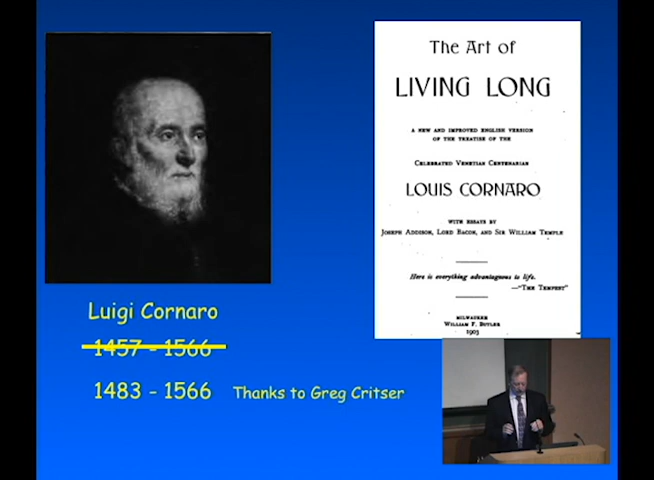 The Art of
LIVING LONG
A NEW AND IMPROVED ENGLISH VERSION
OF THE TREATISE OF THE
CELEBRATED VENETIAN CENTENARIAN
LOUIS CORNARO
WITH ESSAYS BY
JOSEPH ADDISON, LORD BACON, AND SIR WILLIAM TEMPLE
Here is everything advantageous to life.
—"THE TEMPEST"
MILWAUKEE
WILLIAM F. BUTLER
1903
Luigi Cornaro
1457 - 1566
1483 - 1566 Thanks to Greg Critser